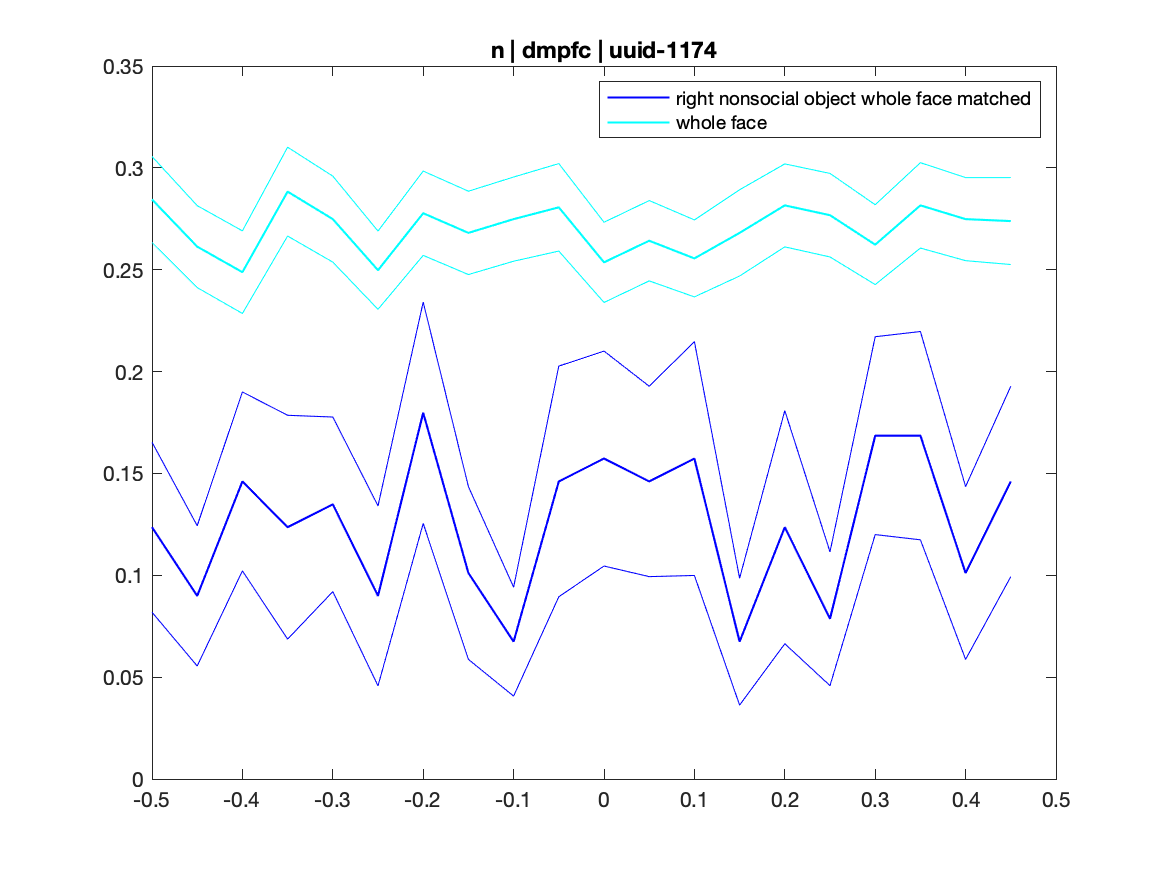 n | dmpfc | uuid-1174
right nonsocial object whole face matched
whole face
0.35
0.3
0.25
0.2
0.15
0.1
0.05
0
-0.5 -0.4 -0.3 -0.2 -0.1 0 0.1 0.2 0.3 0.4 0.5